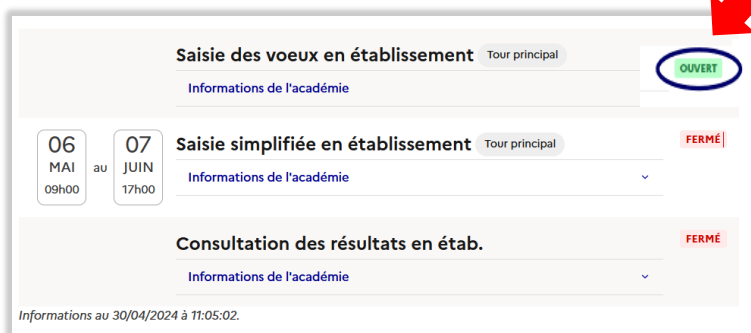 Saisie des voeux en établissement Tour principal OUVERT
Informations de l'académie
06 MAI 09h00 au 07 JUIN 17h00
Saisie simplifiée en établissement Tour principal FERMÉ
Informations de l'académie
Consultation des résultats en étab. FERMÉ
Informations de l'académie
Informations au 30/04/2024 à 11:05:02.